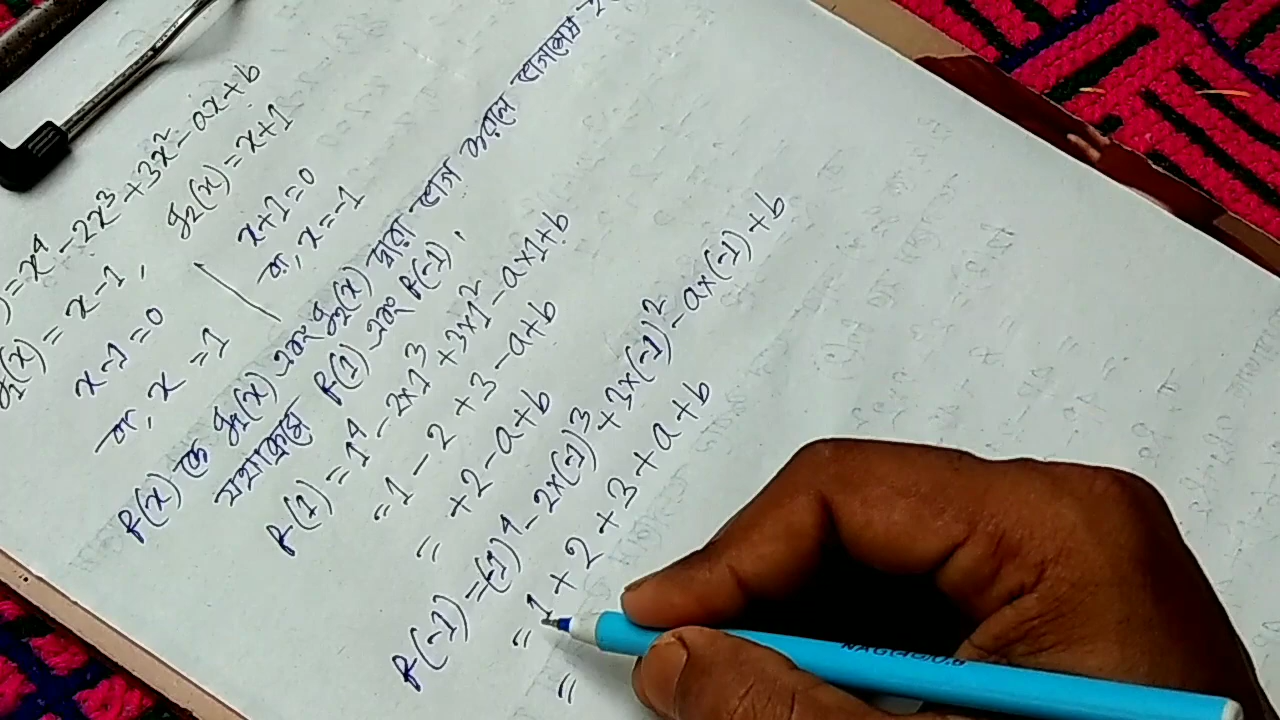 ) = x⁴ - 2x³ + 3x² - ax + b
g₁(x) = x - 1, g₂(x) = x + 1
x - 1 = 0 x + 1 = 0
বা, x = 1 বা, x = -1
f(x) কে g₁(x) এবং g₂(x) দ্বারা ভাগ করলে ভাগশেষ
যথাক্রমে f(1) এবং f(-1),
f(1) = 1⁴ - 2×1³ + 3×1² - a×1 + b
= 1 - 2 + 3 - a + b
= + 2 - a + b
f(-1) = (-1)⁴ - 2×(-1)³ + 3×(-1)² - a×(-1) + b
= 1 + 2 + 3 + a + b
=